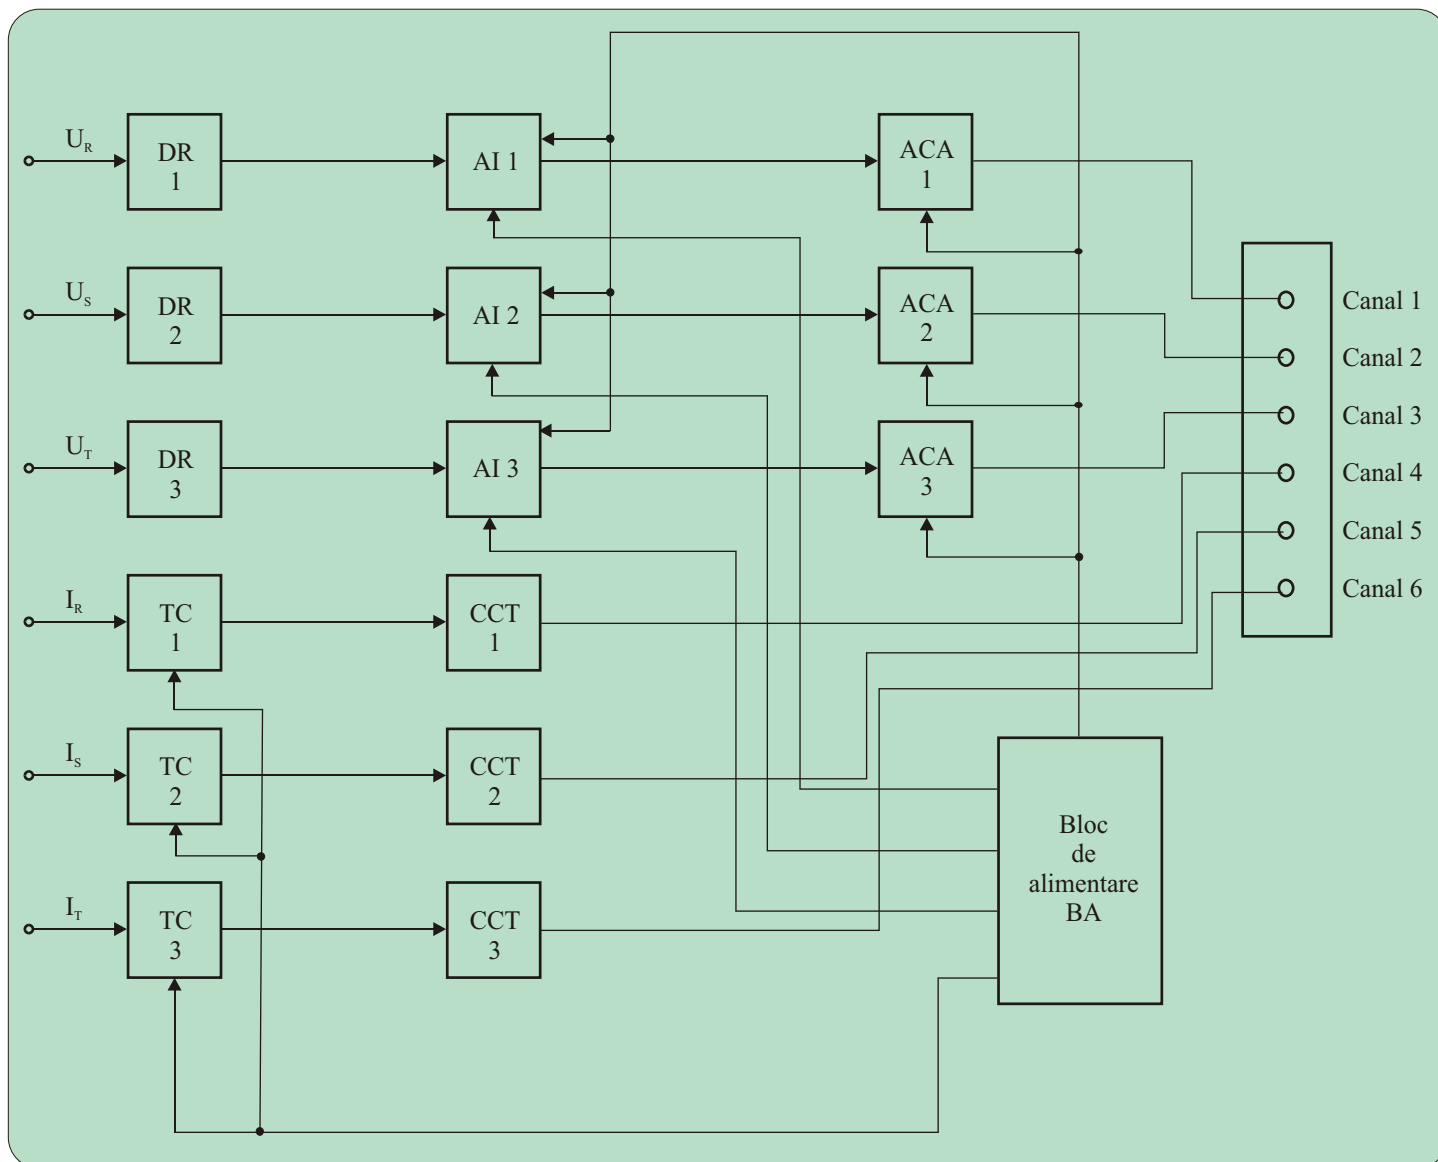 U_R
DR
1
AI 1
ACA
1
U_S
DR
2
AI 2
ACA
2
U_T
DR
3
AI 3
ACA
3
I_R
TC
1
CCT
1
I_S
TC
2
CCT
2
I_T
TC
3
CCT
3
Canal 1
Canal 2
Canal 3
Canal 4
Canal 5
Canal 6
Bloc
de
alimentare
BA